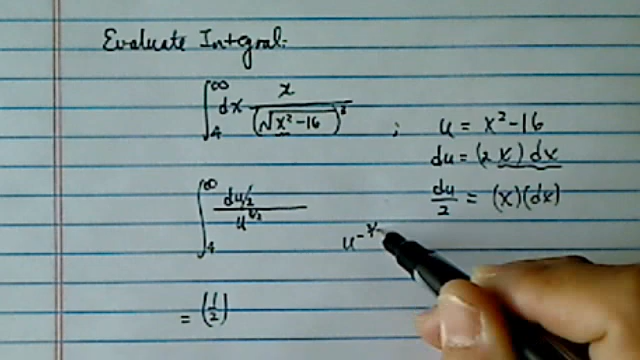 Evaluate Integral:
∫₄^∞ dx x/(√(x²-16))³ ; u = x²-16
du = (2x)dx
∫₄^∞ (du/2)/u^(3/2) du/2 = (x)(dx)
u^-3/
= (1/2)